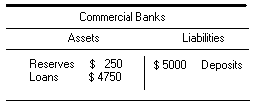 Commercial Banks
Assets Liabilities
Reserves $ 250 $ 5000 Deposits
Loans $ 4750